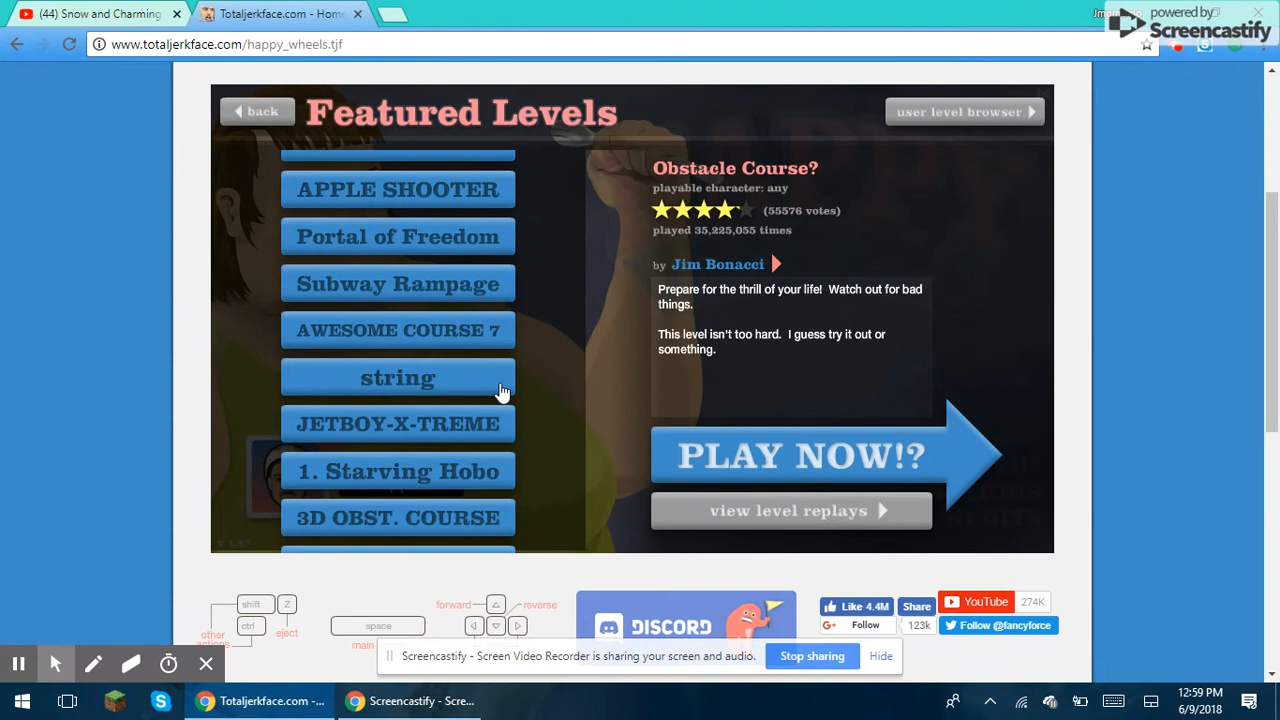 (44) Snow and Charming
Totaljerkface.com - Hom
powered by
Screencastify
www.totaljerkface.com/happy_wheels.tjf
back
Featured Levels
user level browser
APPLE SHOOTER
Portal of Freedom
Subway Rampage
AWESOME COURSE 7
string
JETBOY-X-TREME
1. Starving Hobo
3D OBST. COURSE
Obstacle Course?
playable character: any
(55576 votes)
played 35,225,055 times
by Jim Bonacci
Prepare for the thrill of your life! Watch out for bad
things.
This level isn't too hard. I guess try it out or
something.
PLAY NOW!?
view level replays
shift
Z
ctrl
eject
other
actions
space
main
forward
reverse
DISCORD
Like 4.4M
Share
YouTube
274K
G+ Follow
123k
Follow @fancyforce
Screencastify - Screen Video Recorder is sharing your screen and audio.
Stop sharing
Hide
Totaljerkface.com -...
Screencastify - Scre...
12:59 PM
6/9/2018